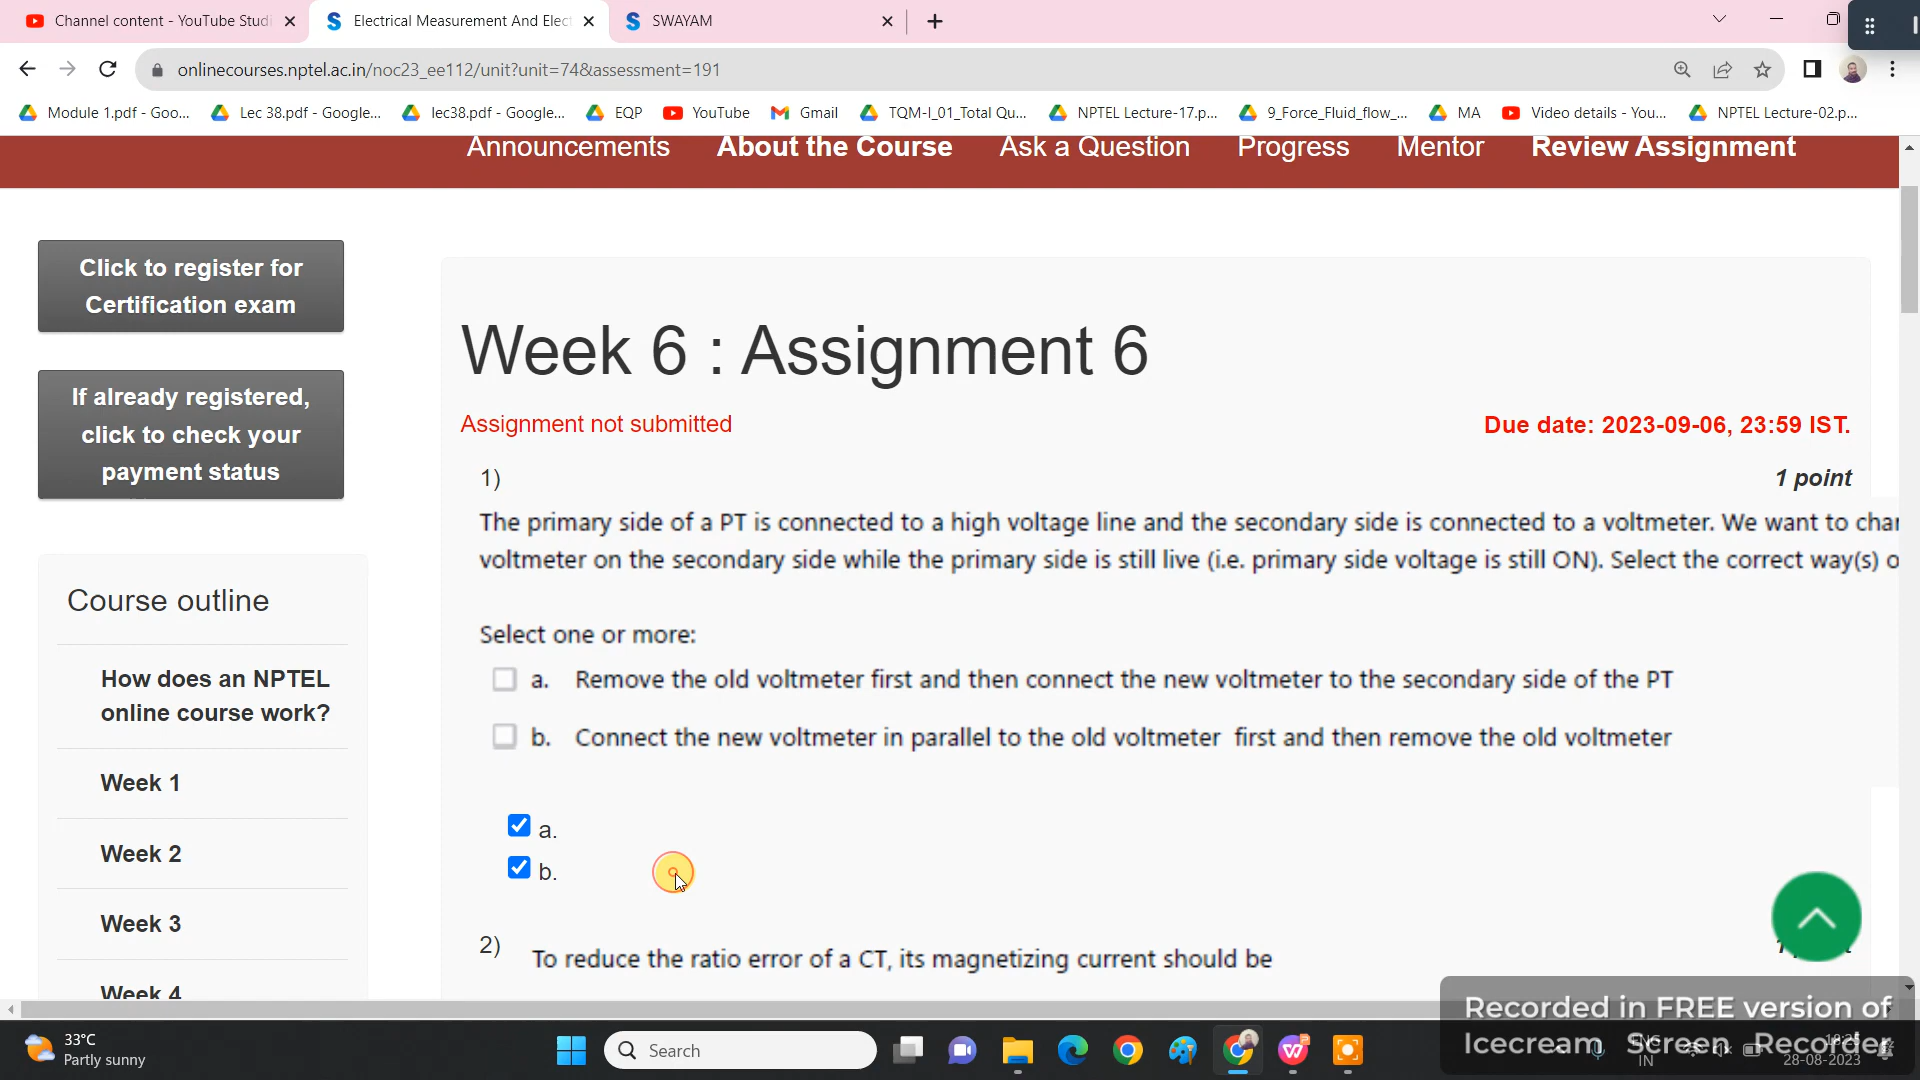 Channel content - YouTube Studi
Electrical Measurement And Elec
SWAYAM
onlinecourses.nptel.ac.in/noc23_ee112/unit?unit=74&assessment=191
Module 1.pdf - Goo...
Lec 38.pdf - Google...
lec38.pdf - Google...
EQP
YouTube
Gmail
TQM-I_01_Total Qu...
NPTEL Lecture-17.p...
9_Force_Fluid_flow_...
MA
Video details - You...
NPTEL Lecture-02.p...
Announcements
About the Course
Ask a Question
Progress
Mentor
Review Assignment
Click to register for
Certification exam
If already registered,
click to check your
payment status
Course outline
How does an NPTEL
online course work?
Week 1
Week 2
Week 3
Week 4
Week 6 : Assignment 6
Assignment not submitted
Due date: 2023-09-06, 23:59 IST.
1)
1 point
The primary side of a PT is connected to a high voltage line and the secondary side is connected to a voltmeter. We want to
voltmeter on the secondary side while the primary side is still live (i.e. primary side voltage is still ON). Select the correct way(s)
Select one or more:
a. Remove the old voltmeter first and then connect the new voltmeter to the secondary side of the PT
b. Connect the new voltmeter in parallel to the old voltmeter first and then remove the old voltmeter
a.
b.
2)
To reduce the ratio error of a CT, its magnetizing current should be
Recorded in FREE version of
Icecream Screen Recorder
33°C
Partly sunny
Search
ENG
IN
28-08-2023